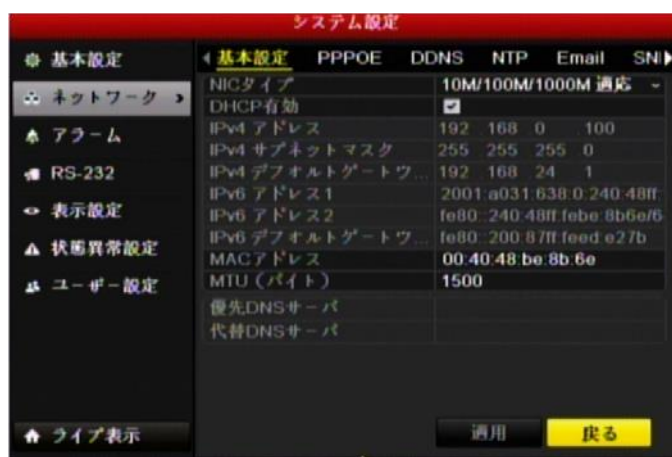 システム設定
基本設定
ネットワーク
アラーム
RS-232
表示設定
状態異常設定
ユーザー設定
ライブ表示
基本設定 PPPOE DDNS NTP Email SNI
NICタイプ 10M/100M/1000M 適応
DHCP有効
IPv4 アドレス 192 .168 .0 .100
IPv4 サブネットマスク 255 .255 .255 .0
IPv4 デフォルトゲートウ... 192 .168 .24 .1
IPv6 アドレス1 2001:a031:638:0:240:48ff:
IPv6 アドレス2 fe80::240:48ff:febe:8b6e/6
IPv6 デフォルトゲートウ... fe80::200:87ff:feed:e27b
MACアドレス 00:40:48:be:8b:6e
MTU（バイト） 1500
優先DNSサーバ
代替DNSサーバ
適用 戻る